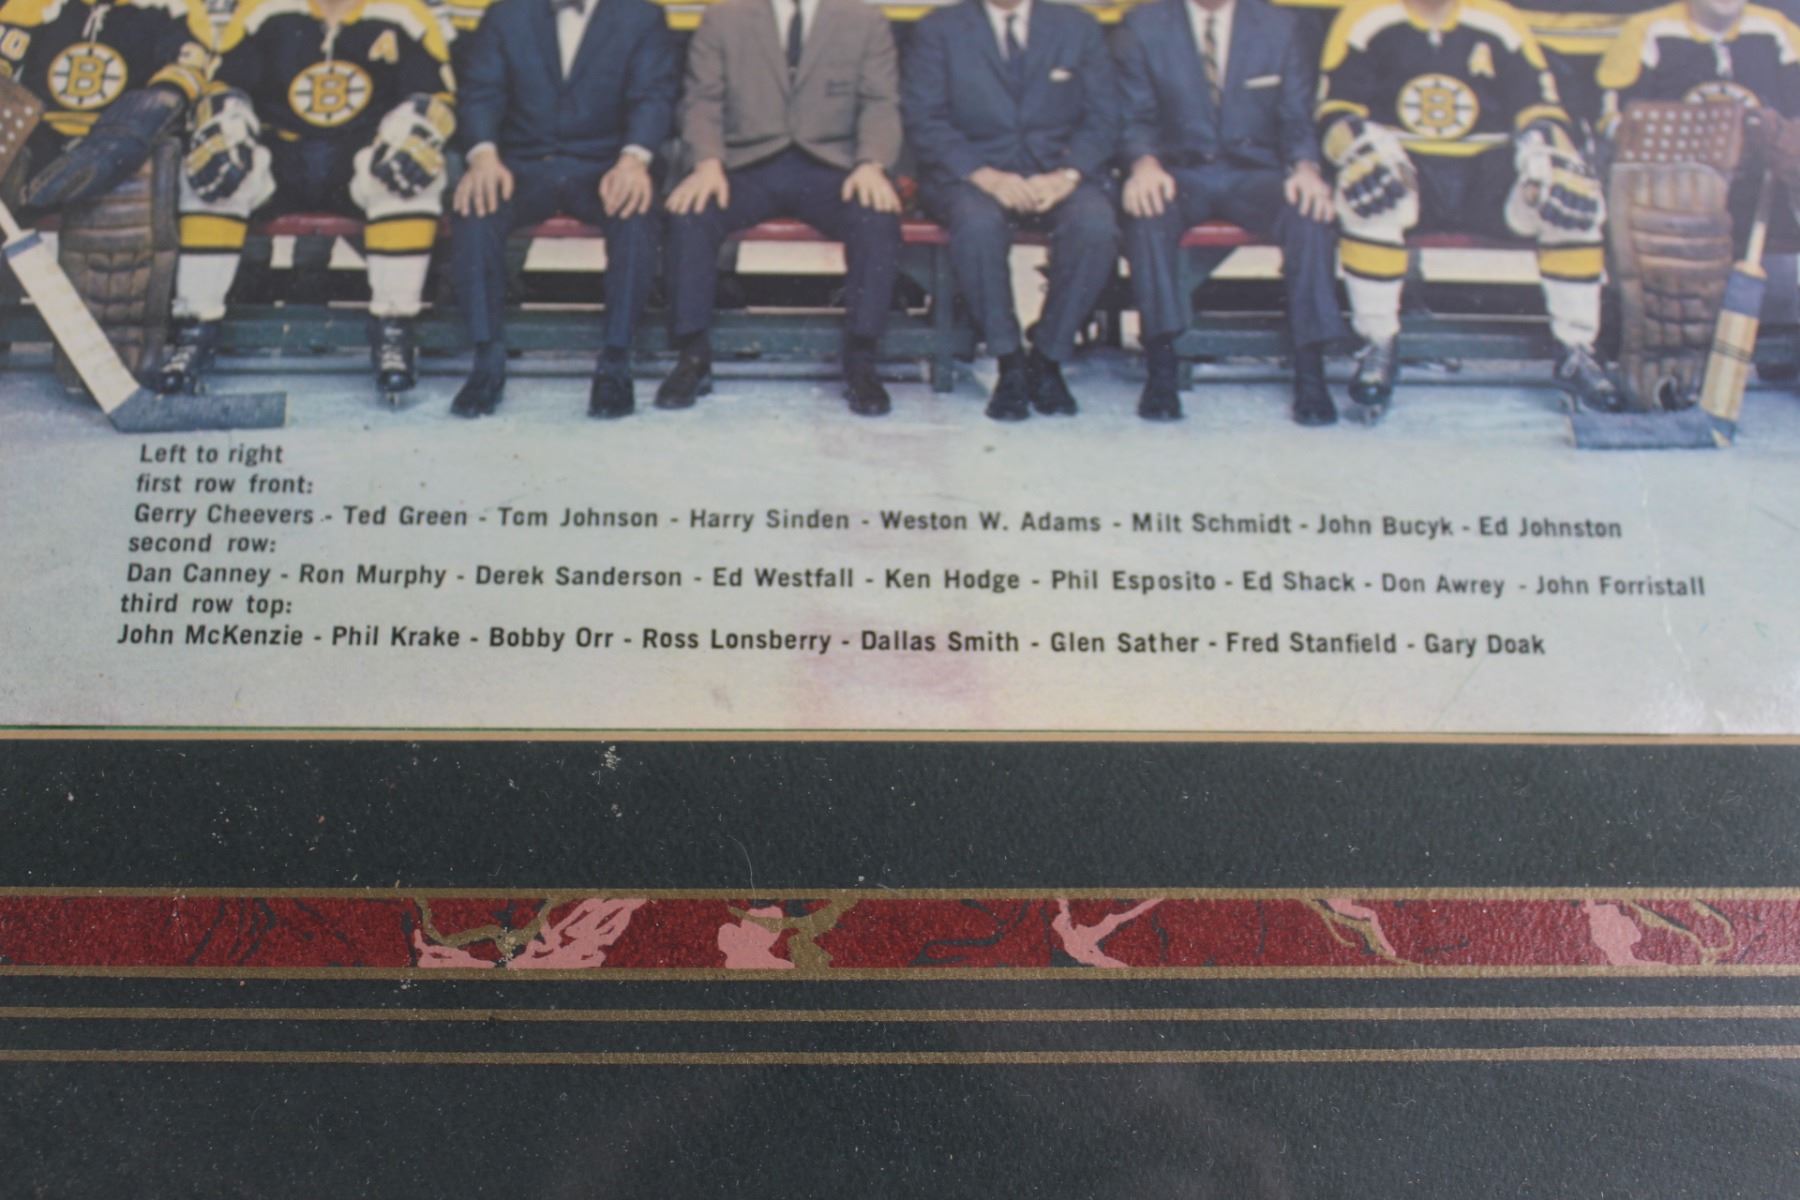 20
B
B
A
B
A
Left to right
first row front:
Gerry Cheevers - Ted Green - Tom Johnson - Harry Sinden - Weston W. Adams - Milt Schmidt - John Bucyk - Ed Johnston
second row:
Dan Canney - Ron Murphy - Derek Sanderson - Ed Westfall - Ken Hodge - Phil Esposito - Ed Shack - Don Awrey - John Forristall
third row top:
John McKenzie - Phil Krake - Bobby Orr - Ross Lonsberry - Dallas Smith - Glen Sather - Fred Stanfield - Gary Doak